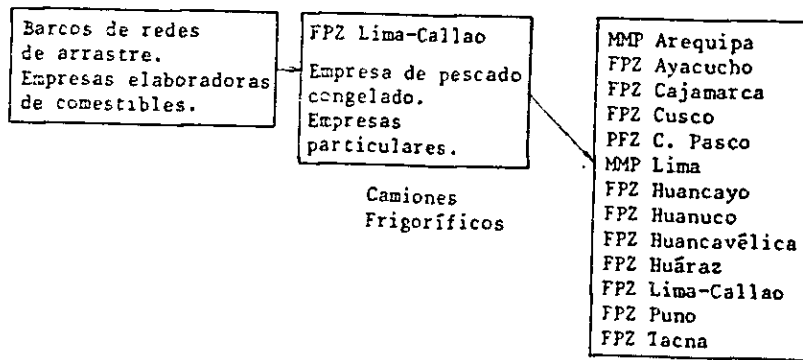 Barcos de redes
de arrastre.
Empresas elaboradoras
de comestibles.
FPZ Lima-Callao
Empresa de pescado
congelado.
Empresas
particulares.
Camiones
Frigoríficos
MMP Arequipa
FPZ Ayacucho
FPZ Cajamarca
FPZ Cusco
PFZ C. Pasco
MMP Lima
FPZ Huancayo
FPZ Huanuco
FPZ Huancavélica
FPZ Huáraz
FPZ Lima-Callao
FPZ Puno
FPZ Tacna